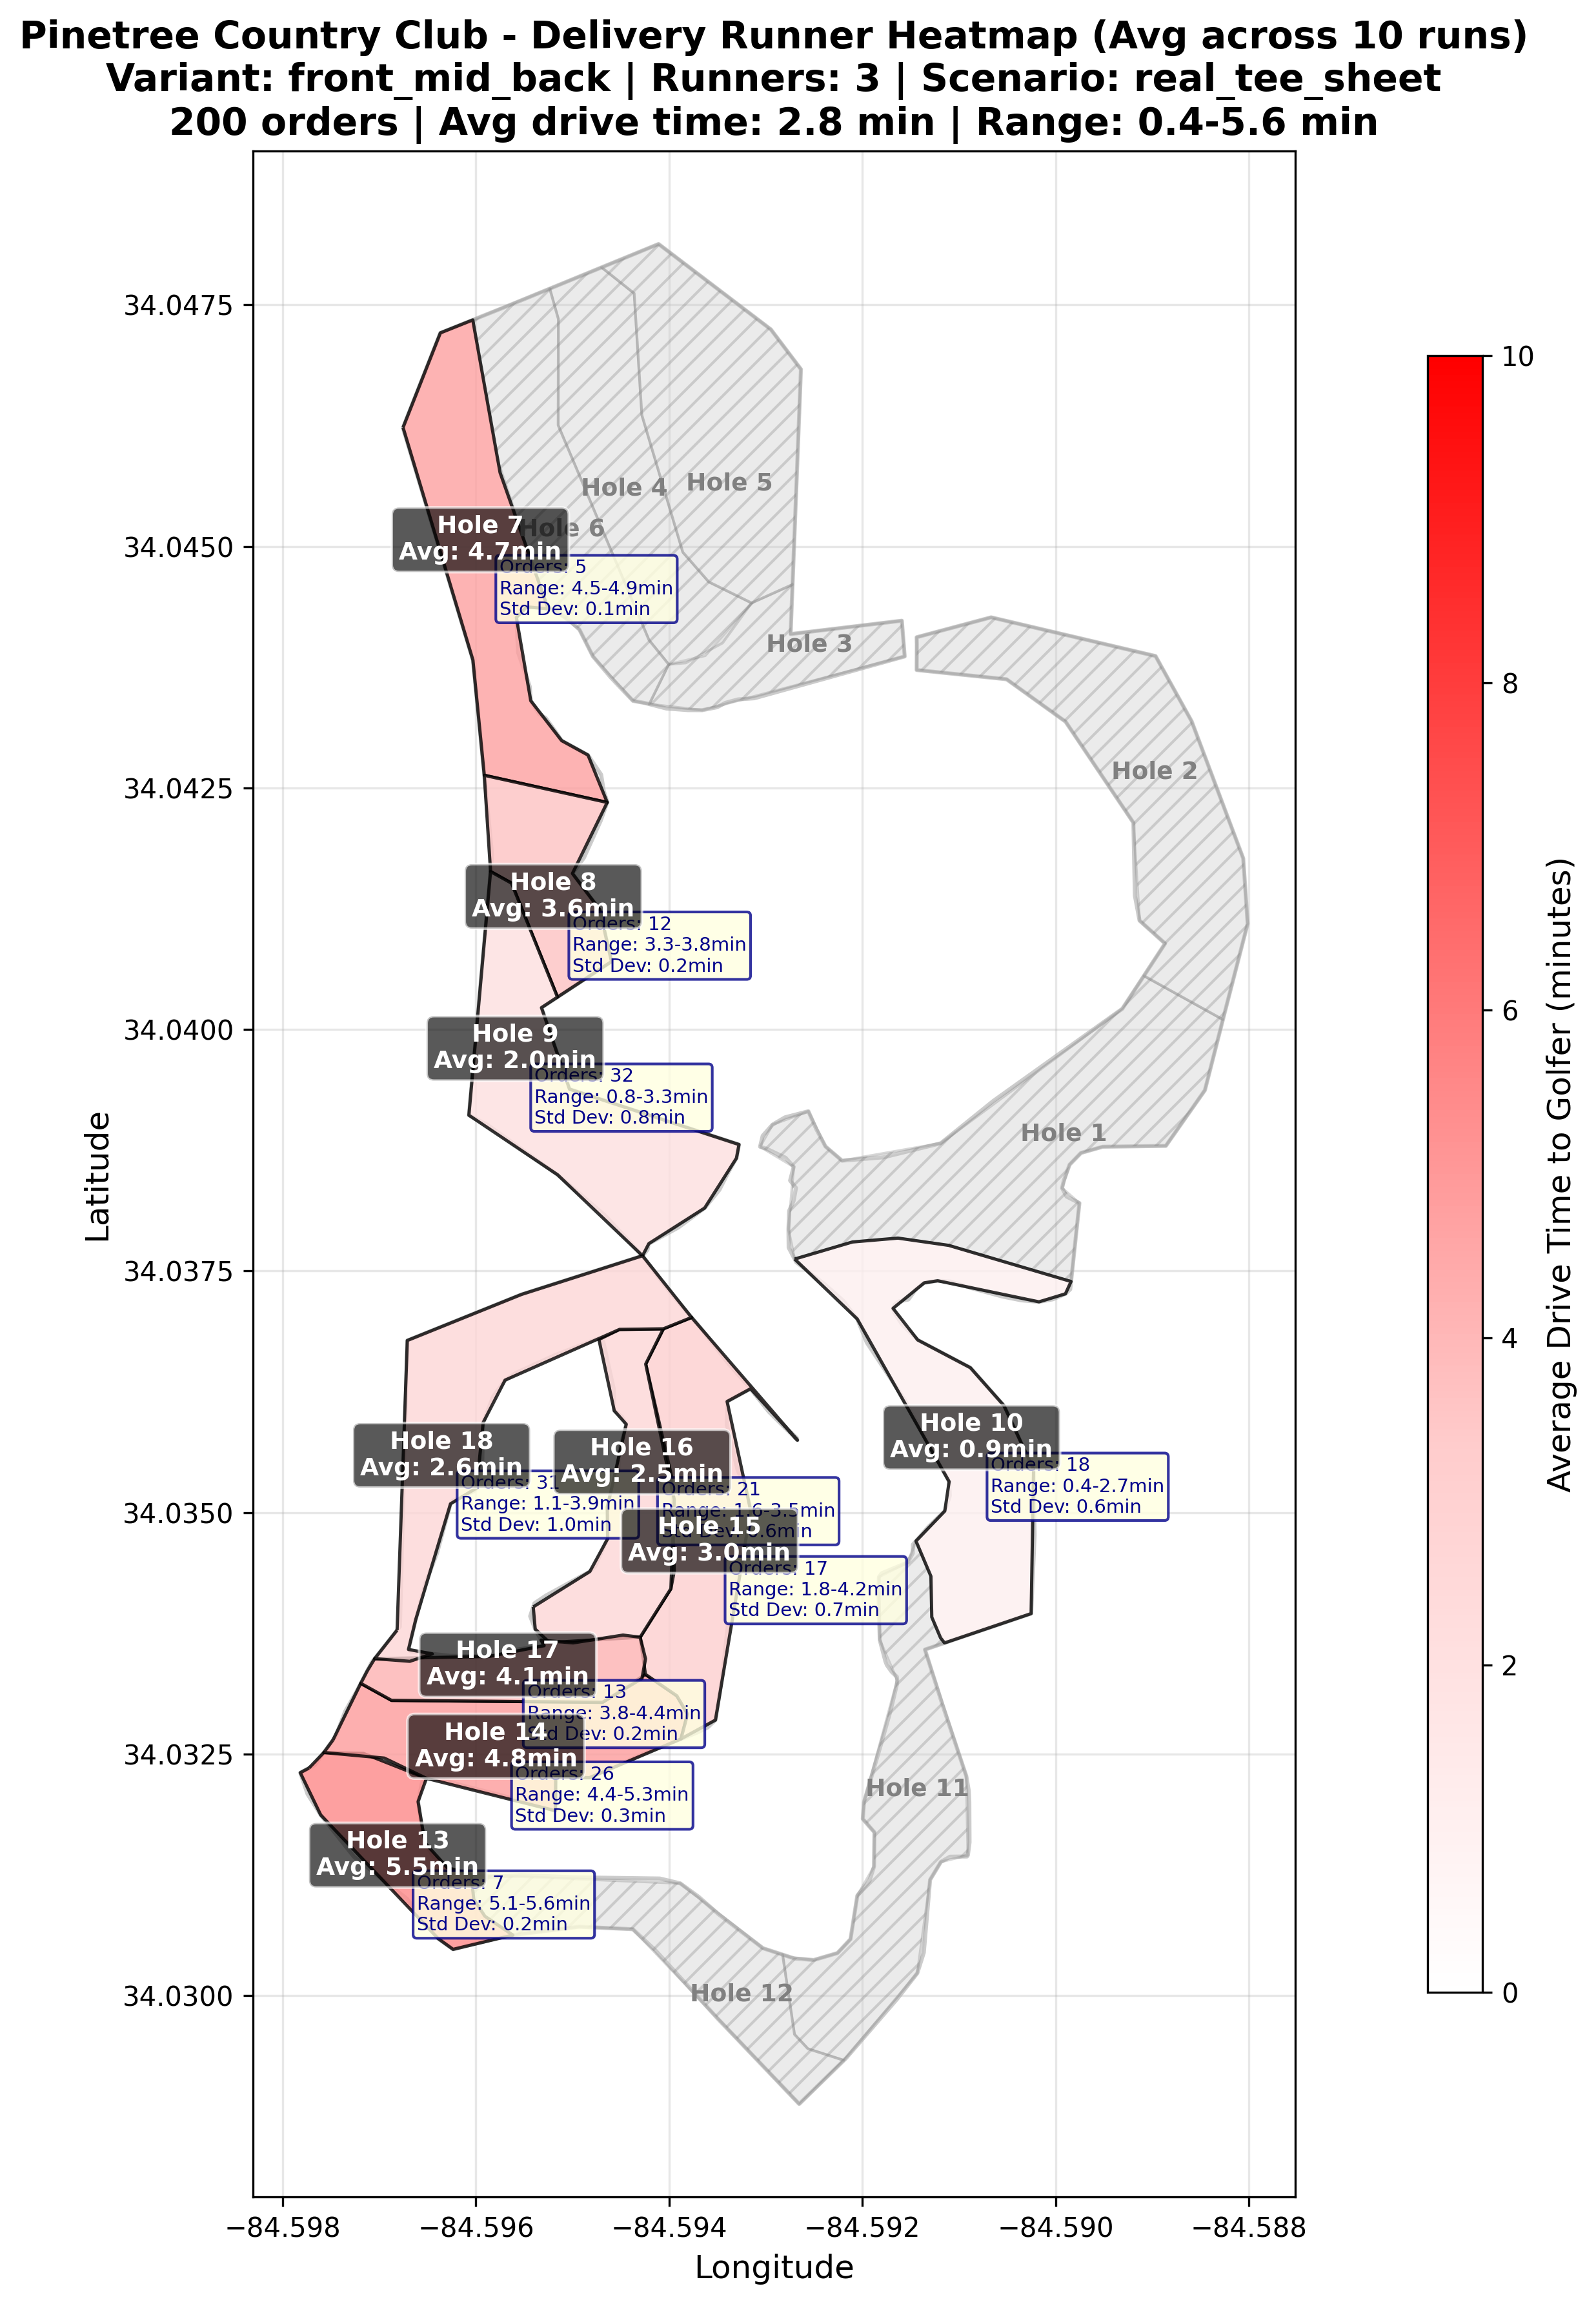 Pinetree Country Club - Delivery Runner Heatmap (Avg across 10 runs)
Variant: front_mid_back | Runners: 3 | Scenario: real_tee_sheet
200 orders | Avg drive time: 2.8 min | Range: 0.4-5.6 min
34.0475
34.0450
34.0425
34.0400
34.0375
34.0350
34.0325
34.0300
Latitude
−84.598
−84.596
−84.594
−84.592
−84.590
−84.588
Longitude
Hole 4
Hole 5
Hole 6
Hole 7
Avg: 4.7min
Orders: 5
Range: 4.5-4.9min
Std Dev: 0.1min
Hole 3
Hole 2
Hole 8
Avg: 3.6min
Orders: 12
Range: 3.3-3.8min
Std Dev: 0.2min
Hole 9
Avg: 2.0min
Orders: 32
Range: 0.8-3.3min
Std Dev: 0.8min
Hole 1
Hole 10
Avg: 0.9min
Orders: 18
Range: 0.4-2.7min
Std Dev: 0.6min
Hole 18
Avg: 2.6min
Orders: 31
Range: 1.1-3.9min
Std Dev: 1.0min
Hole 16
Avg: 2.5min
Orders: 21
Range: 1.6-3.5min
Std Dev: 0.6min
Hole 15
Avg: 3.0min
Orders: 17
Range: 1.8-4.2min
Std Dev: 0.7min
Hole 17
Avg: 4.1min
Orders: 13
Range: 3.8-4.4min
Std Dev: 0.2min
Hole 14
Avg: 4.8min
Orders: 26
Range: 4.4-5.3min
Std Dev: 0.3min
Hole 11
Hole 13
Avg: 5.5min
Orders: 7
Range: 5.1-5.6min
Std Dev: 0.2min
Hole 12
10
8
6
4
2
0
Average Drive Time to Golfer (minutes)